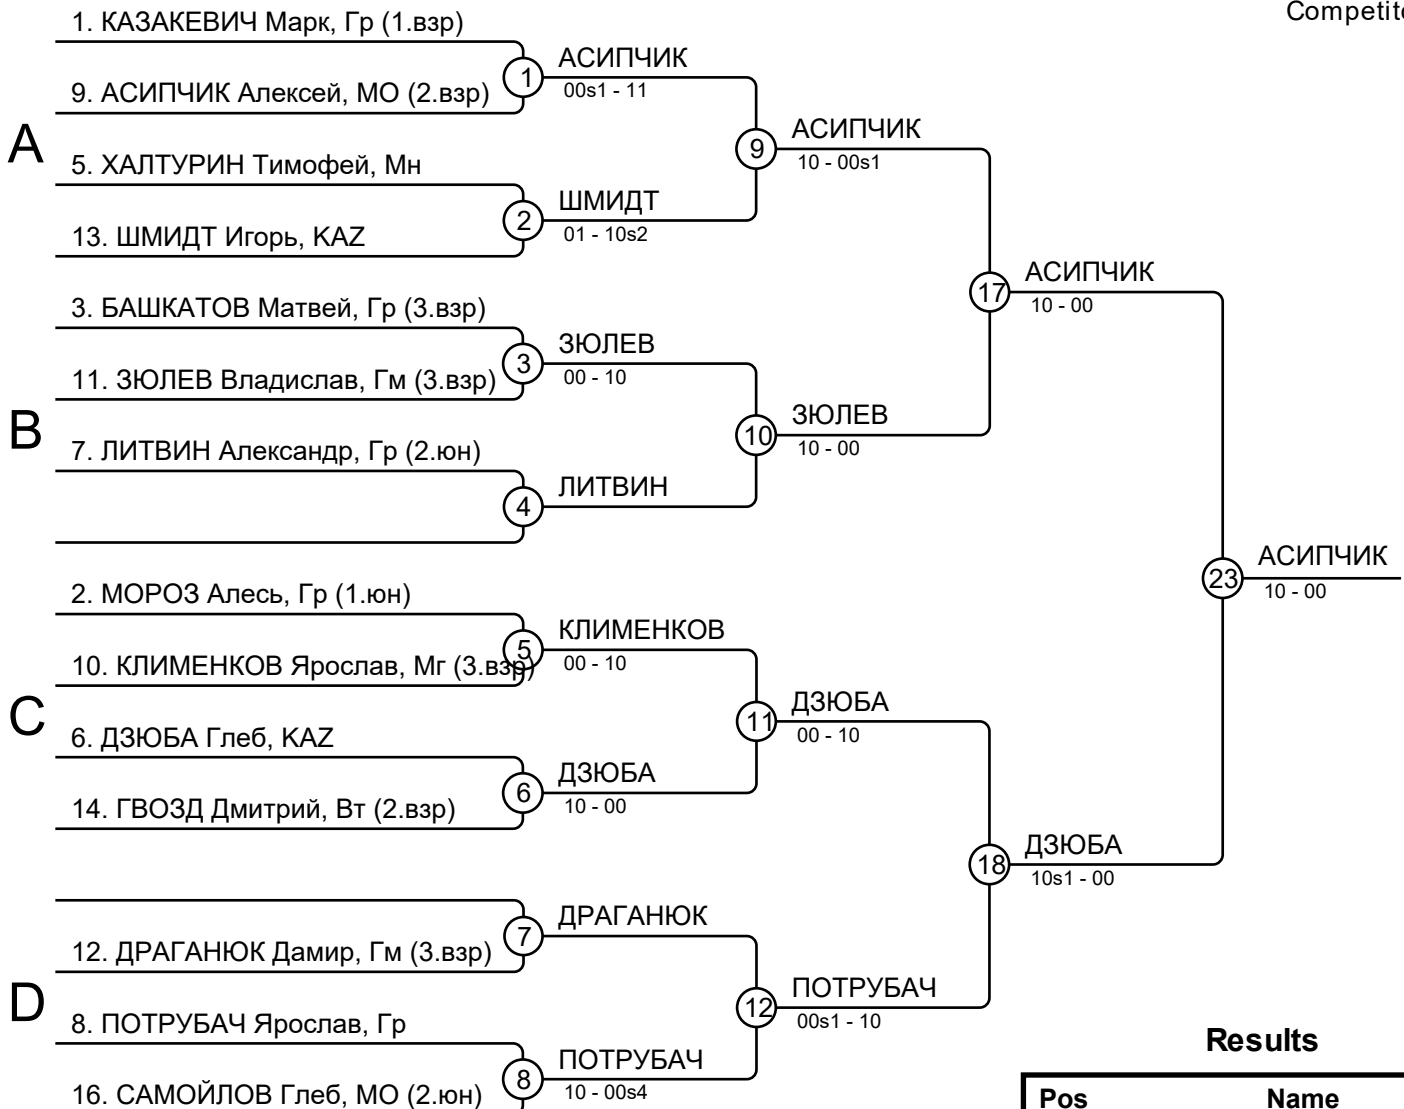 Competit
1. КАЗАКЕВИЧ Марк, Гр (1.взр)
1
АСИПЧИК
00s1 - 11
9. АСИПЧИК Алексей, МО (2.взр)
A
9
АСИПЧИК
10 - 00s1
5. ХАЛТУРИН Тимофей, Мн
2
ШМИДТ
01 - 10s2
13. ШМИДТ Игорь, KAZ
17
АСИПЧИК
10 - 00
3. БАШКАТОВ Матвей, Гр (3.взр)
3
ЗЮЛЕВ
00 - 10
11. ЗЮЛЕВ Владислав, Гм (3.взр)
B
10
ЗЮЛЕВ
10 - 00
7. ЛИТВИН Александр, Гр (2.юн)
4
ЛИТВИН
23
АСИПЧИК
10 - 00
2. МОРОЗ Алесь, Гр (1.юн)
5
КЛИМЕНКОВ
00 - 10
10. КЛИМЕНКОВ Ярослав, Мг (3.взр)
C
11
ДЗЮБА
00 - 10
6. ДЗЮБА Глеб, KAZ
6
ДЗЮБА
10 - 00
14. ГВОЗД Дмитрий, Вт (2.взр)
18
ДЗЮБА
10s1 - 00
7
ДРАГАНЮК
12. ДРАГАНЮК Дамир, Гм (3.взр)
D
12
ПОТРУБАЧ
00s1 - 10
8. ПОТРУБАЧ Ярослав, Гр
8
ПОТРУБАЧ
10 - 00s4
16. САМОЙЛОВ Глеб, МО (2.юн)
Results
Pos Name